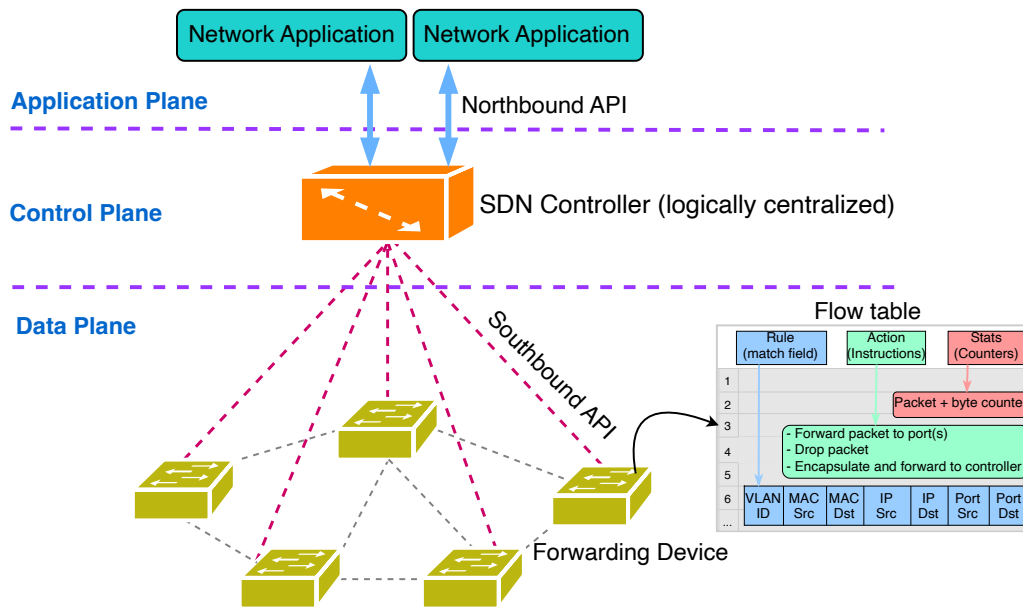 Network Application
Network Application
Northbound API
Application Plane
SDN Controller (logically centralized)
Control Plane
Data Plane
Southbound API
Forwarding Device
Flow table
Rule
(match field)
Action
(Instructions)
Stats
(Counters)
1
2
3
4
5
6
...
Packet + byte counte
- Forward packet to port(s)
- Drop packet
- Encapsulate and forward to controller
VLAN
ID
MAC
Src
MAC
Dst
IP
Src
IP
Dst
Port
Src
Port
Dst